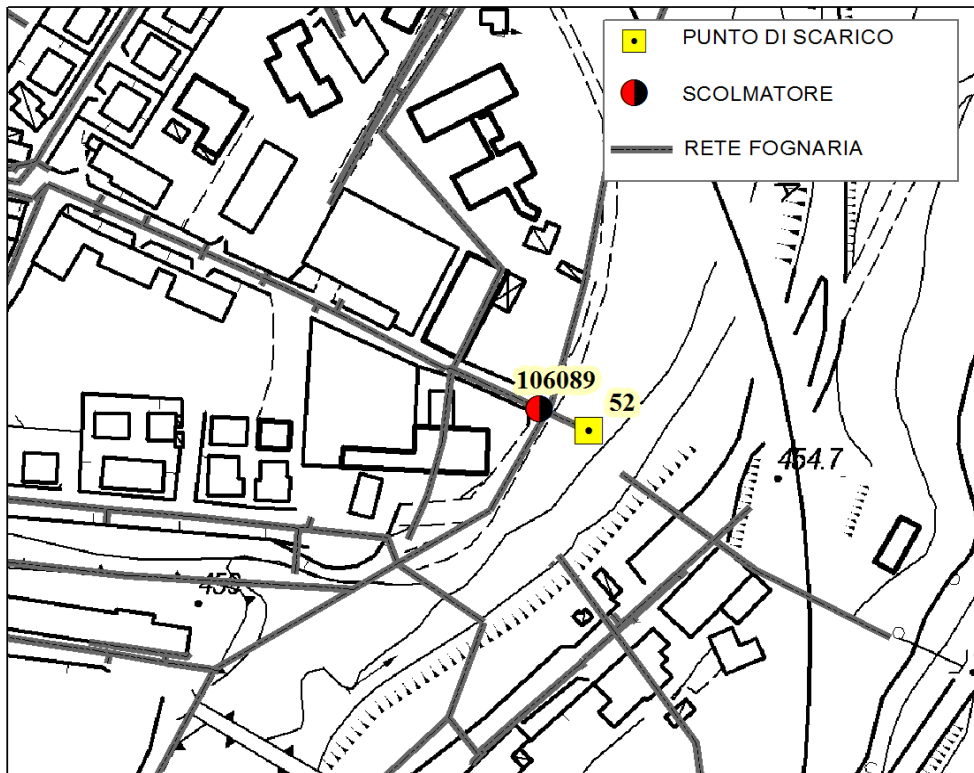 PUNTO DI SCARICO
SCOLMATORE
RETE FOGNARIA
106089
52
454.7